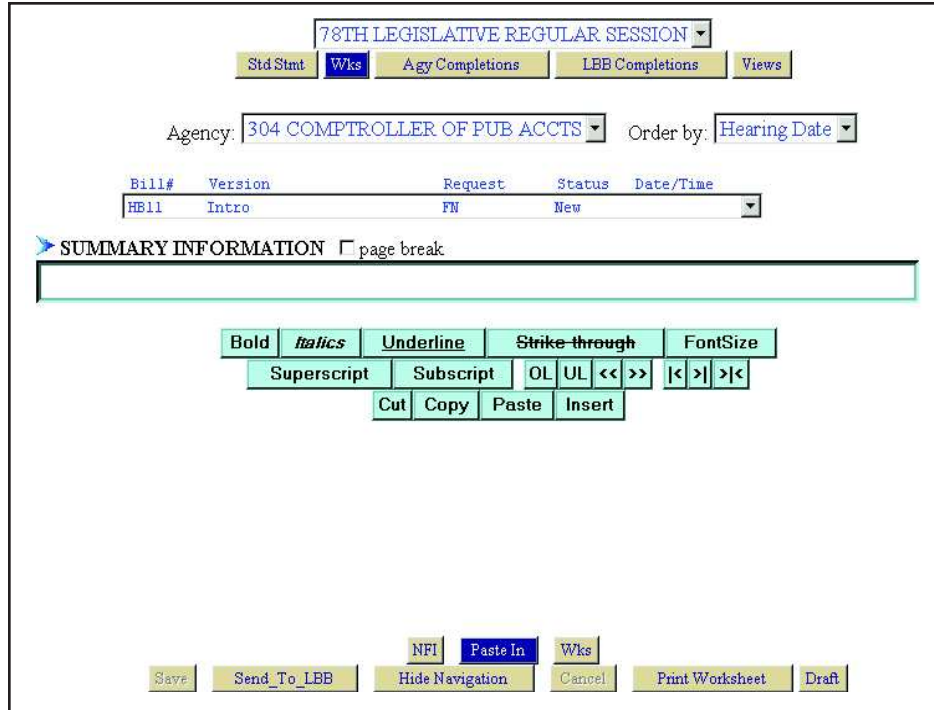 78TH LEGISLATIVE REGULAR SESSION
Std Stmt Wks Agy Completions LBB Completions Views
Agency: 304 COMPTROLLER OF PUB ACCTS Order by: Hearing Date
Bill# Version Request Status Date/Time
HB11 Intro FN New
SUMMARY INFORMATION page break
Bold Italics Underline Strike through FontSize
Superscript Subscript OL UL << >> |< >| >|<
Cut Copy Paste Insert
NFI Paste In Wks
Save Send_To_LBB Hide Navigation Cancel Print Worksheet Draft